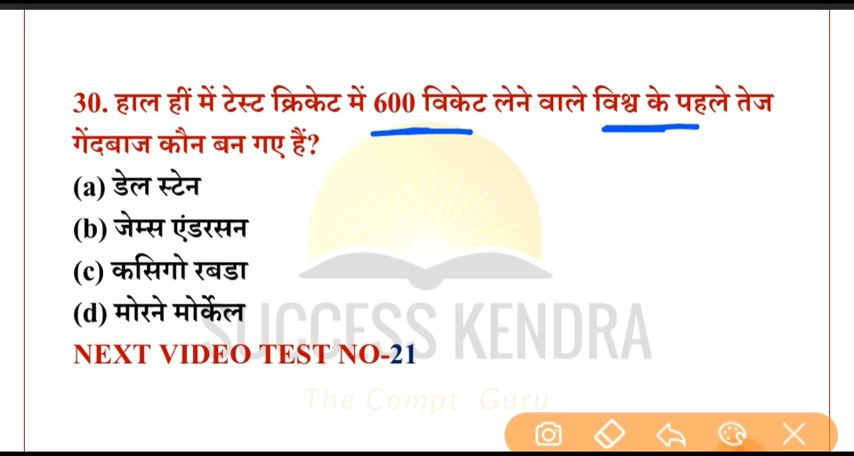 30. हाल हीं में टेस्ट क्रिकेट में 600 विकेट लेने वाले विश्व के पहले तेज
गेंदबाज कौन बन गए हैं?
(a) डेल स्टेन
(b) जेम्स एंडरसन
(c) कसिगो रबडा
(d) मोरने मोर्केल
SUCCESS KENDRA
NEXT VIDEO TEST NO-21
The Compt. Guru